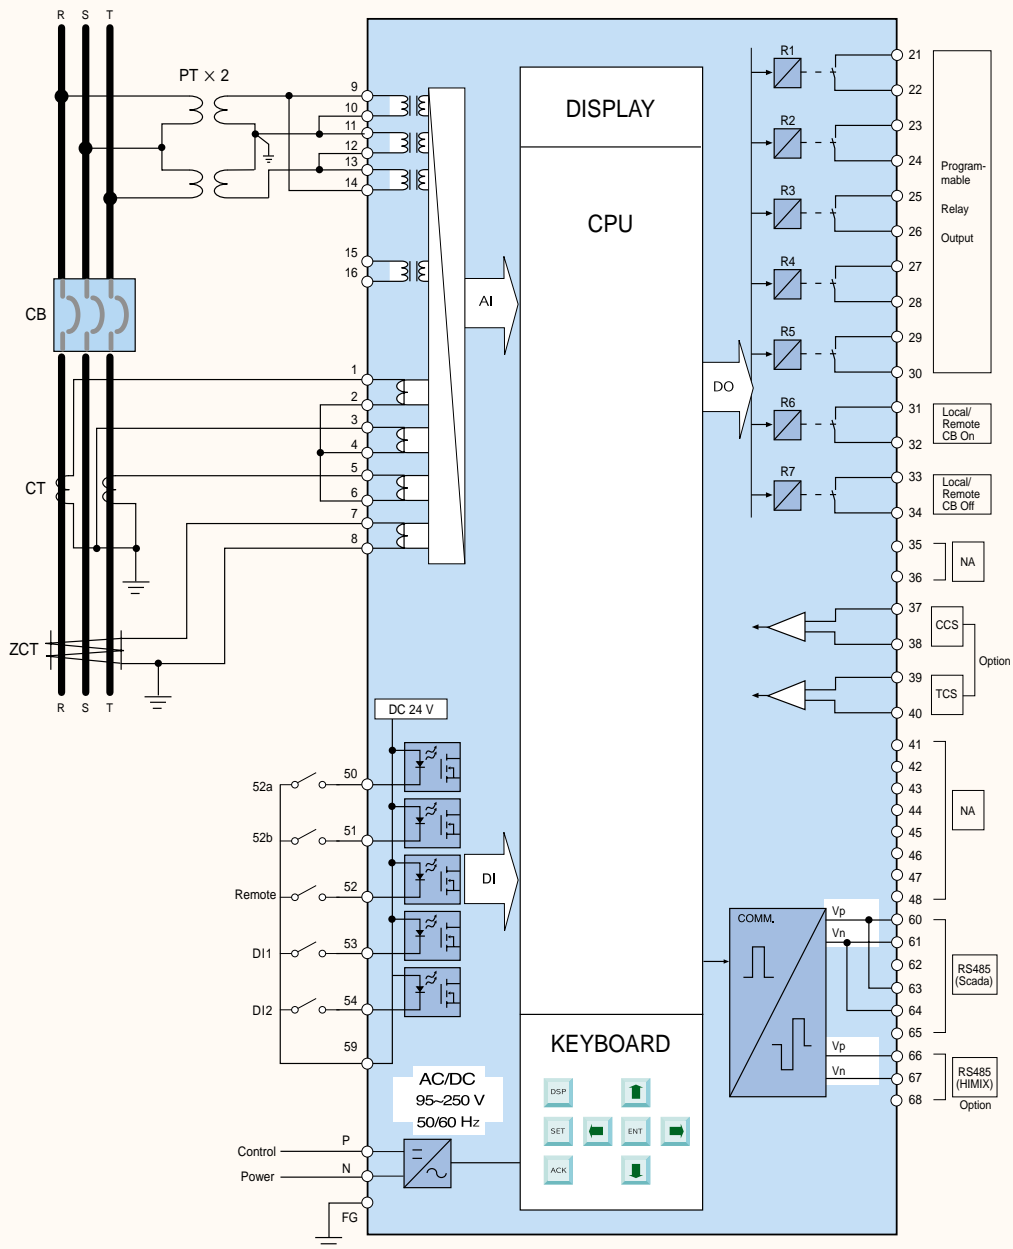 R S T
PT × 2
CB
CT
ZCT
R S T
9
10
11
12
13
14
15
16
1
2
3
4
5
6
7
8
AI
DISPLAY
CPU
DO
R1
R2
R3
R4
R5
R6
R7
21
22
23
24
25
26
27
28
29
30
31
32
33
34
35
36
37
38
39
40
41
42
43
44
45
46
47
48
60
61
62
63
64
65
66
67
68
Program-
mable
Relay
Output
Local/
Remote
CB On
Local/
Remote
CB Off
NA
CCS
Option
TCS
NA
RS485
(Scada)
RS485
(HIMIX)
Option
COMM.
Vp
Vn
Vp
Vn
DC 24 V
52a
50
52b
51
Remote
52
DI1
53
DI2
54
59
DI
AC/DC
95~250 V
50/60 Hz
Control
P
Power
N
FG
KEYBOARD
DSP
SET
ENT
ACK